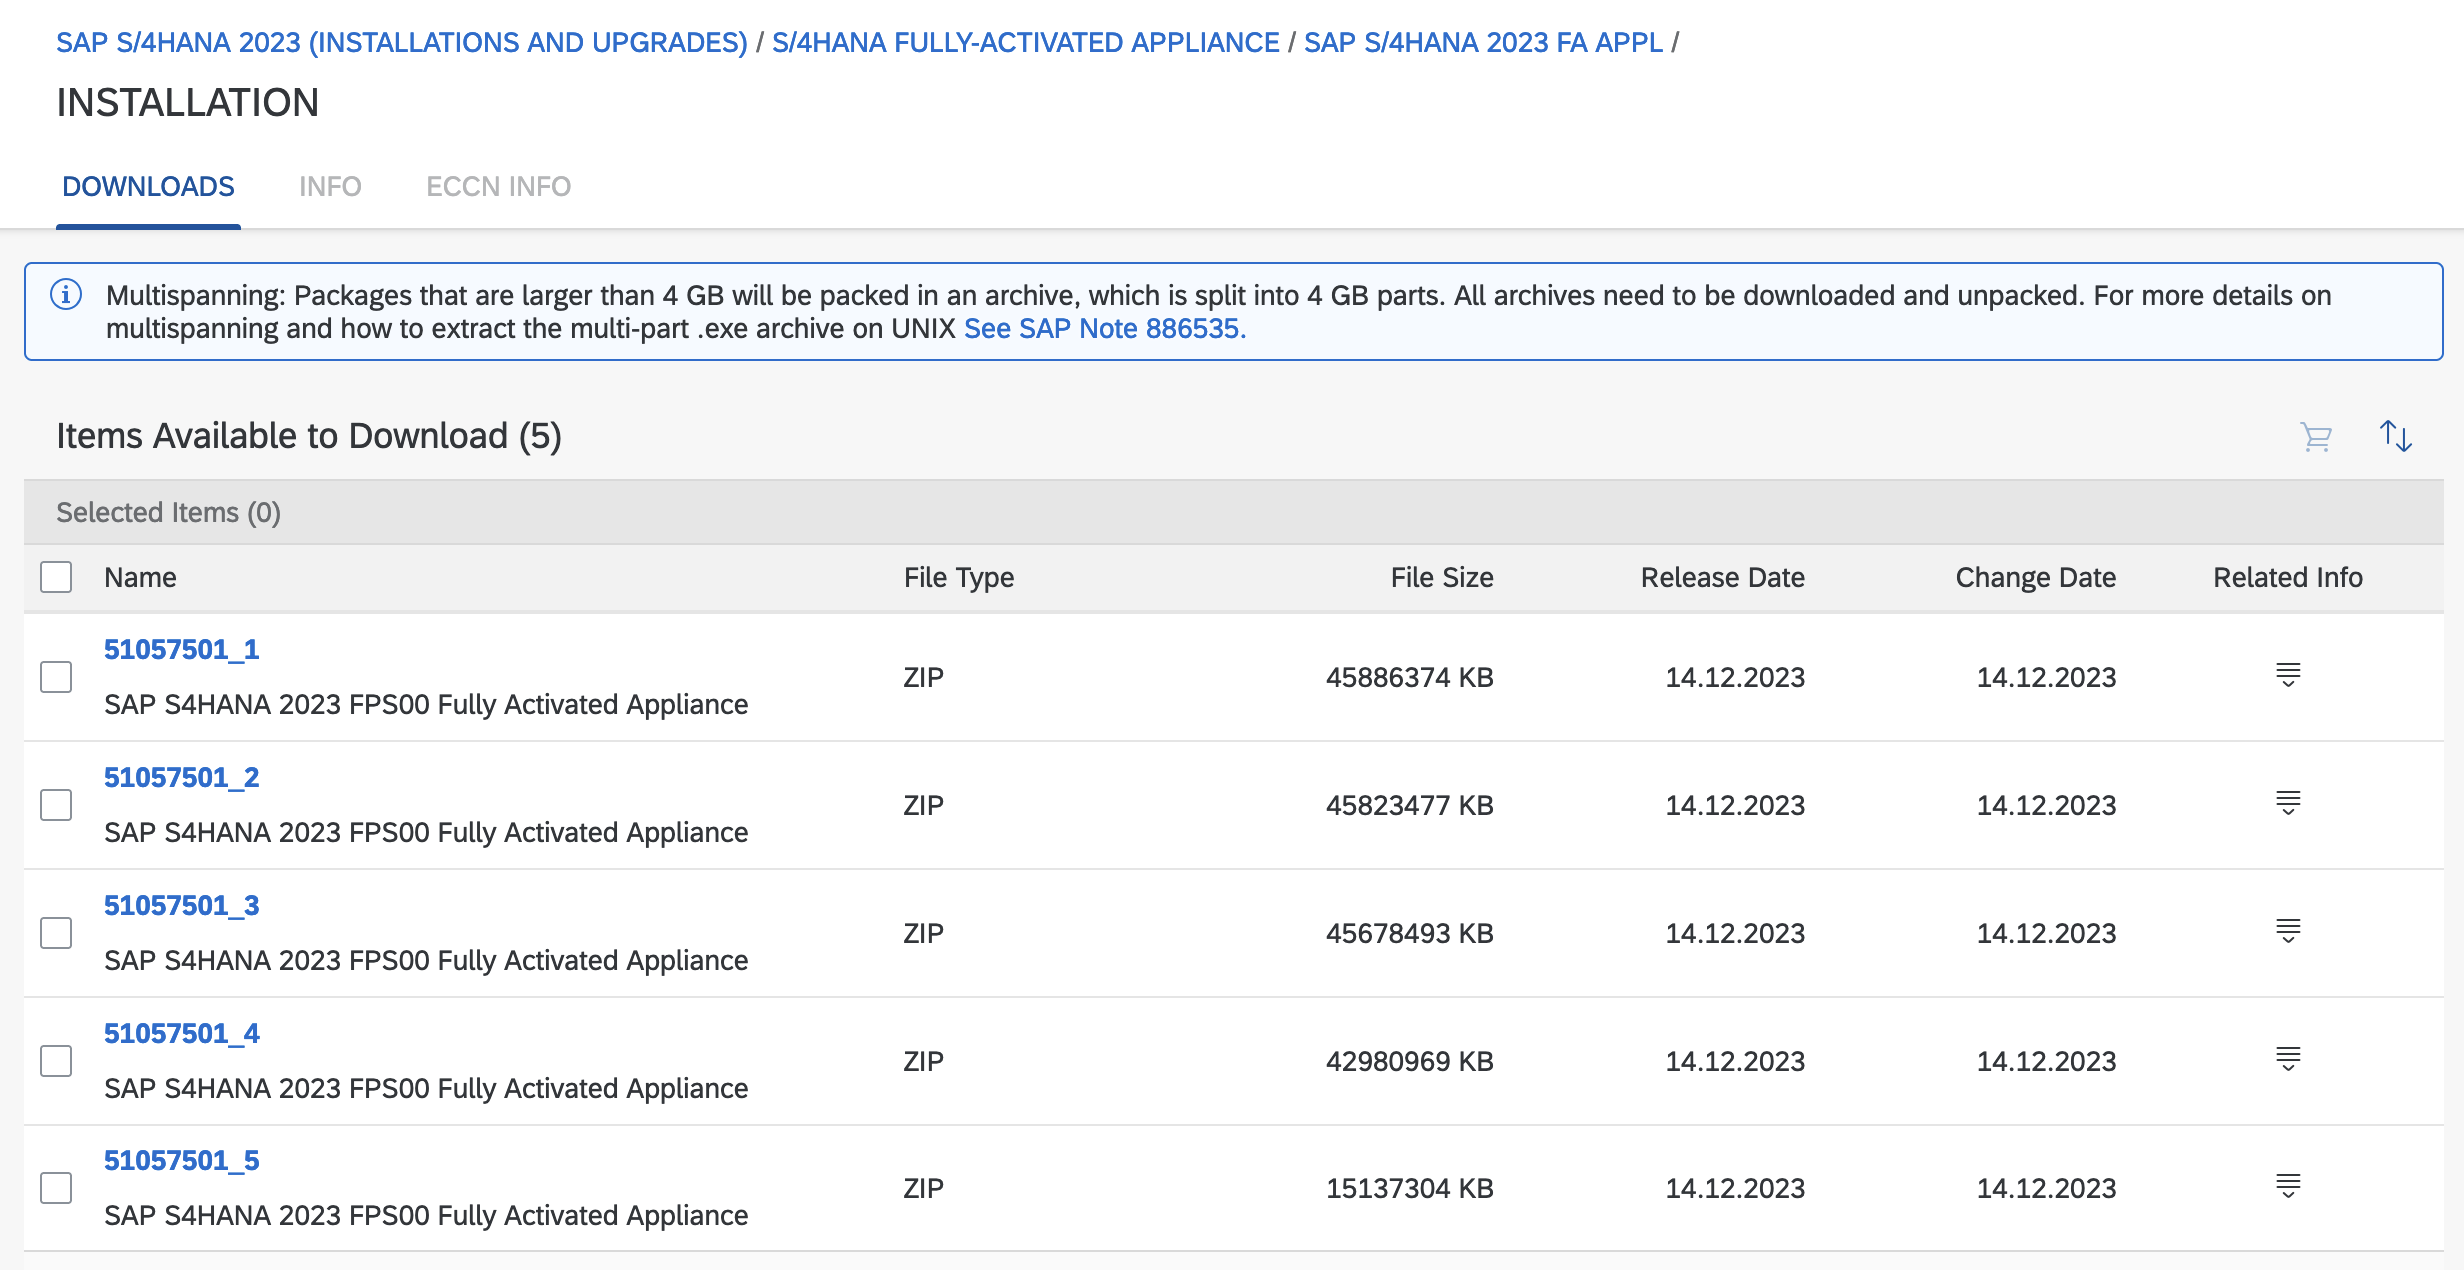 SAP S/4HANA 2023 (INSTALLATIONS AND UPGRADES) / S/4HANA FULLY-ACTIVATED APPLIANCE / SAP S/4HANA 2023 FA APPL /
INSTALLATION
DOWNLOADS INFO ECCN INFO
Multispanning: Packages that are larger than 4 GB will be packed in an archive, which is split into 4 GB parts. All archives need to be downloaded and unpacked. For more details on
multispanning and how to extract the multi-part .exe archive on UNIX See SAP Note 886535.
Items Available to Download (5)
Selected Items (0)
Name File Type File Size Release Date Change Date Related Info
51057501_1
SAP S4HANA 2023 FPS00 Fully Activated Appliance
ZIP 45886374 KB 14.12.2023 14.12.2023
51057501_2
SAP S4HANA 2023 FPS00 Fully Activated Appliance
ZIP 45823477 KB 14.12.2023 14.12.2023
51057501_3
SAP S4HANA 2023 FPS00 Fully Activated Appliance
ZIP 45678493 KB 14.12.2023 14.12.2023
51057501_4
SAP S4HANA 2023 FPS00 Fully Activated Appliance
ZIP 42980969 KB 14.12.2023 14.12.2023
51057501_5
SAP S4HANA 2023 FPS00 Fully Activated Appliance
ZIP 15137304 KB 14.12.2023 14.12.2023